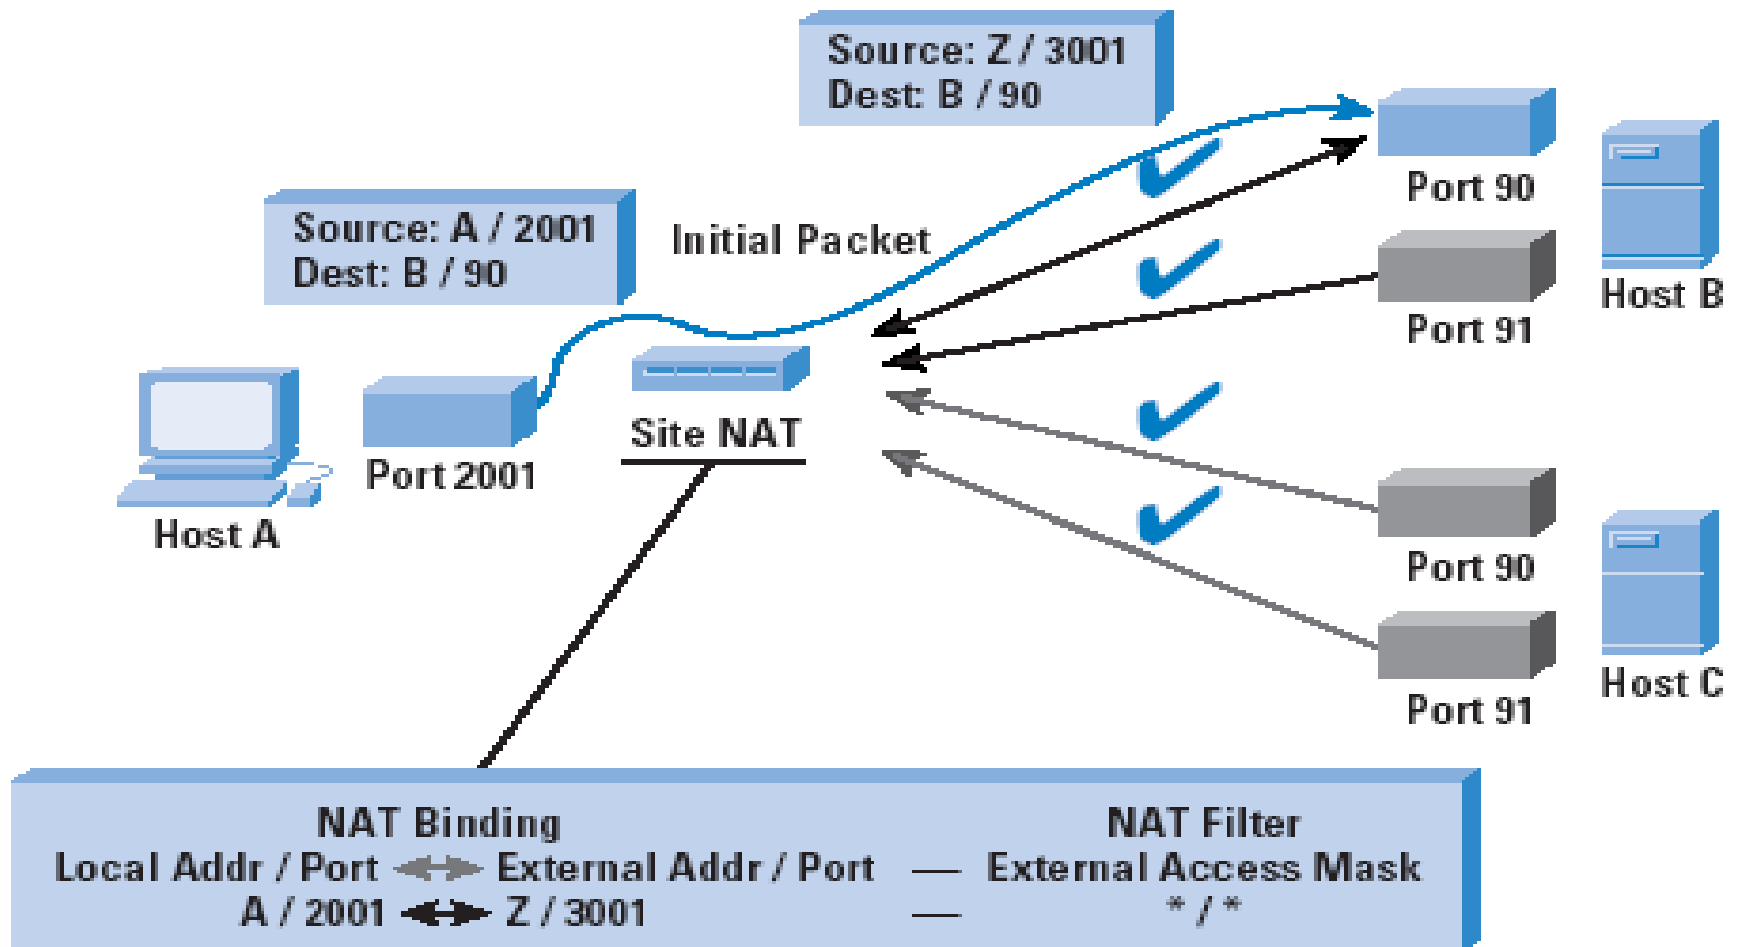 Source: Z / 3001
Dest: B / 90
Source: A / 2001
Dest: B / 90
Initial Packet
Port 90
Port 91
Host B
Site NAT
Port 2001
Host A
Port 90
Port 91
Host C
NAT Binding NAT Filter
Local Addr / Port External Addr / Port — External Access Mask
A / 2001 Z / 3001 — * / *